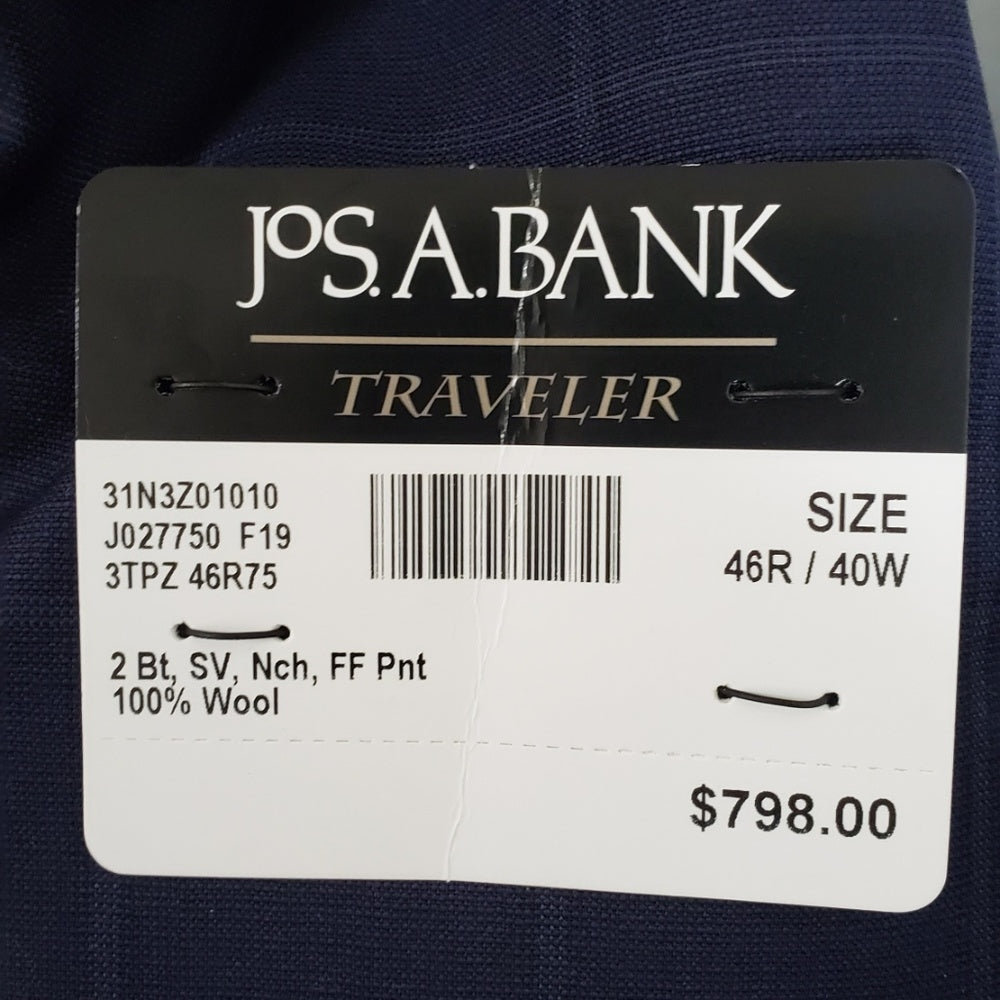 JoS. A. BANK
TRAVELER
31N3Z01010
J027750 F19
3TPZ 46R75
SIZE
46R / 40W
2 Bt, SV, Nch, FF Pnt
100% Wool
$798.00